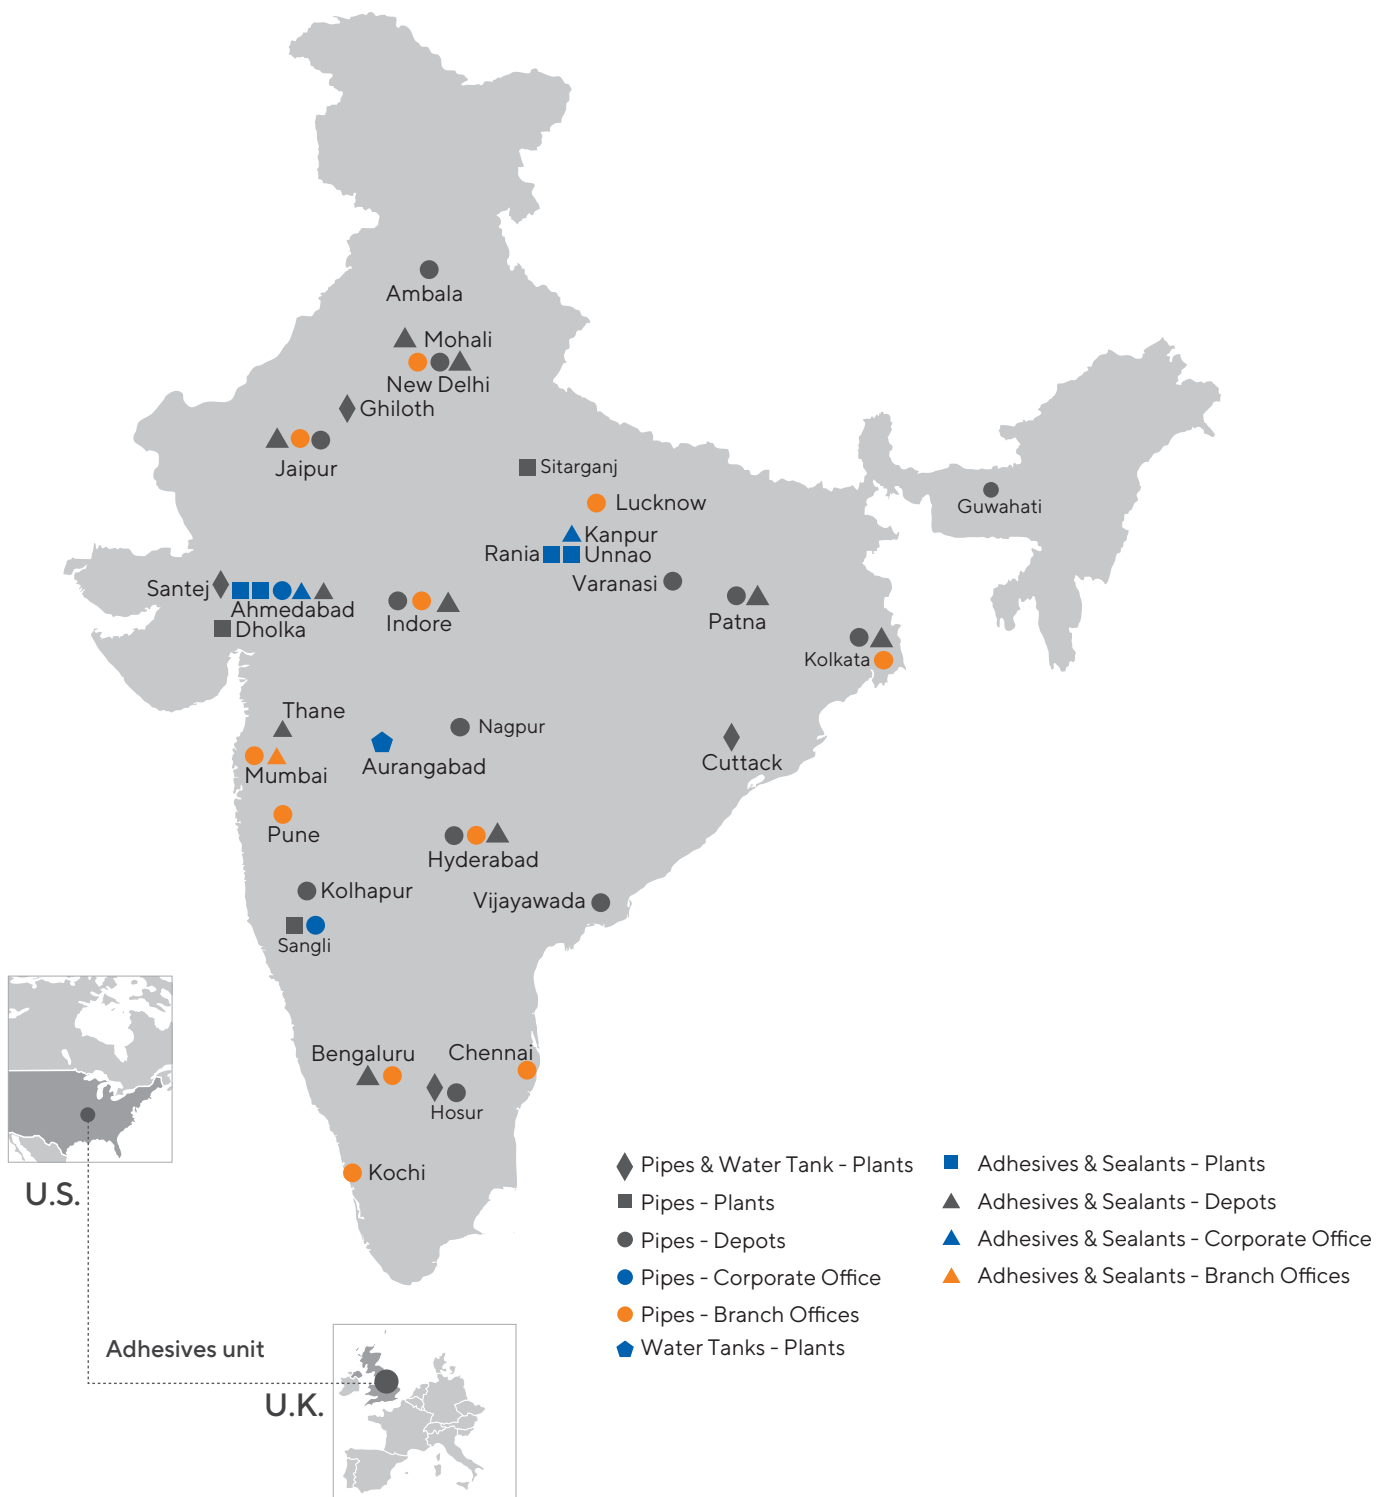 Ambala
Mohali
New Delhi
Ghiloth
Jaipur
Sitarganj
Lucknow
Guwahati
Kanpur
Rania
Unnao
Varanasi
Santej
Ahmedabad
Dholka
Indore
Patna
Kolkata
Thane
Nagpur
Mumbai
Aurangabad
Cuttack
Pune
Hyderabad
Kolhapur
Vijayawada
Sangli
Bengaluru
Chennai
Hosur
Kochi
U.S.
Adhesives unit
U.K.
Pipes & Water Tank - Plants
Pipes - Plants
Pipes - Depots
Pipes - Corporate Office
Pipes - Branch Offices
Water Tanks - Plants
Adhesives & Sealants - Plants
Adhesives & Sealants - Depots
Adhesives & Sealants - Corporate Office
Adhesives & Sealants - Branch Offices